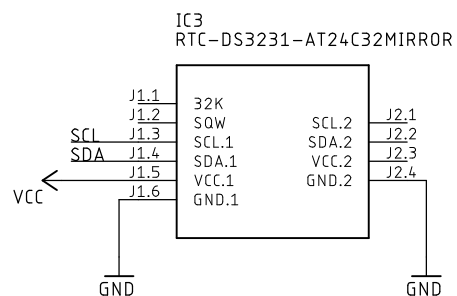 IC3
RTC-DS3231-AT24C32MIRROR
J1.1 32K
J1.2 SQW SCL.2 J2.1
SCL J1.3 SCL.1 SDA.2 J2.2
SDA J1.4 SDA.1 VCC.2 J2.3
J1.5 VCC.1 GND.2 J2.4
VCC J1.6 GND.1
GND GND